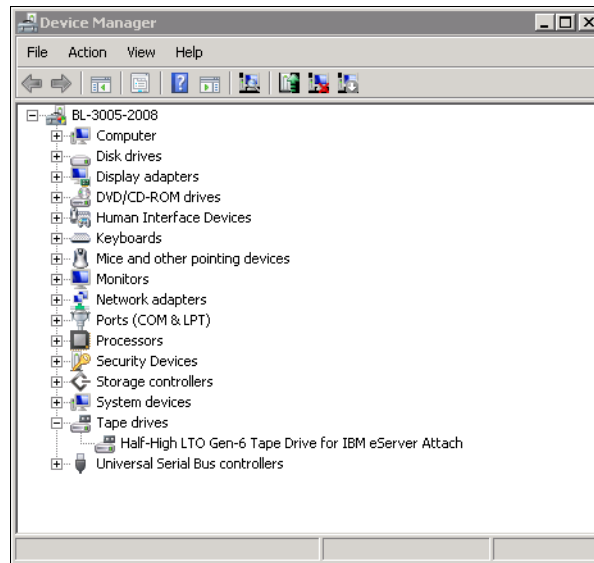 Device Manager
File Action View Help
BL-3005-2008
Computer
Disk drives
Display adapters
DVD/CD-ROM drives
Human Interface Devices
Keyboards
Mice and other pointing devices
Monitors
Network adapters
Ports (COM & LPT)
Processors
Security Devices
Storage controllers
System devices
Tape drives
Half-High LTO Gen-6 Tape Drive for IBM eServer Attach
Universal Serial Bus controllers